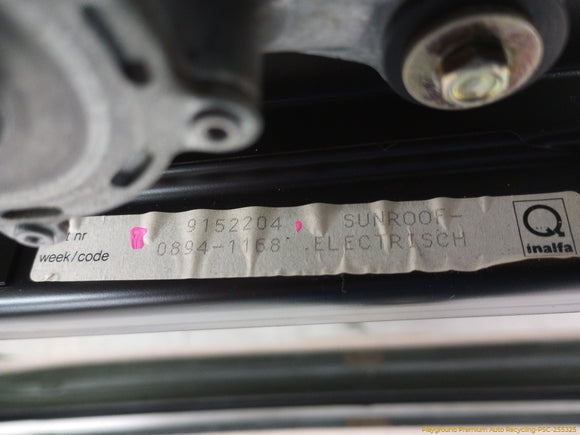 t nr 9152204 SUNROOF-
week/code 0894-1168 ELECTRISCH
Q
inalfa
Playground Premium Auto Recycling-PSC-255325